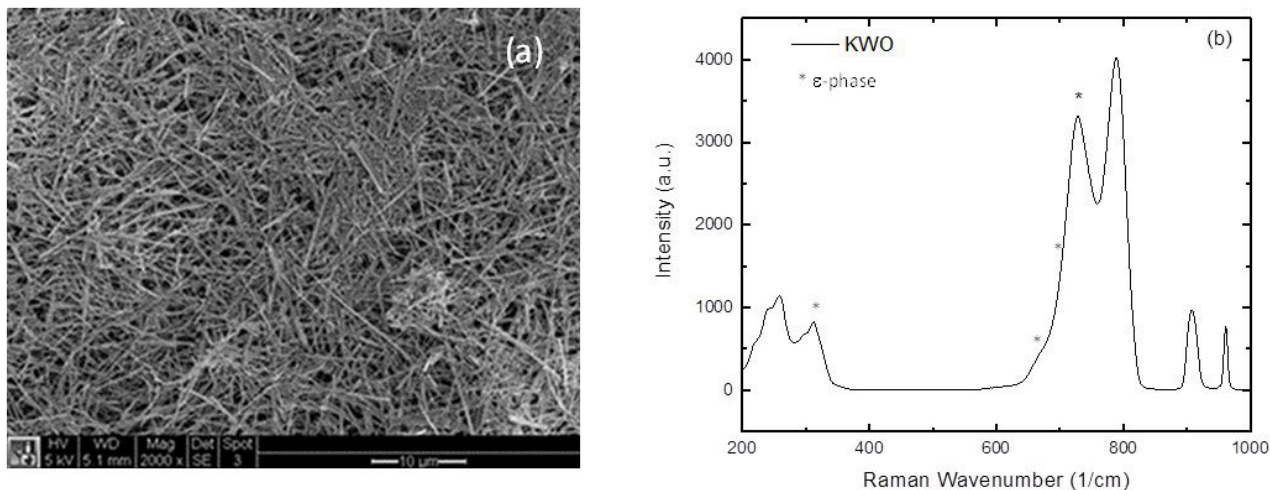 (a)
HV WD Mag Det Spot
5 kV 5.1 mm 2000 x SE 3 10 μm
(b)
KWO
* ε-phase
*
*
*
*
4000
3000
2000
1000
0
Intensity (a.u.)
200 400 600 800 1000
Raman Wavenumber (1/cm)